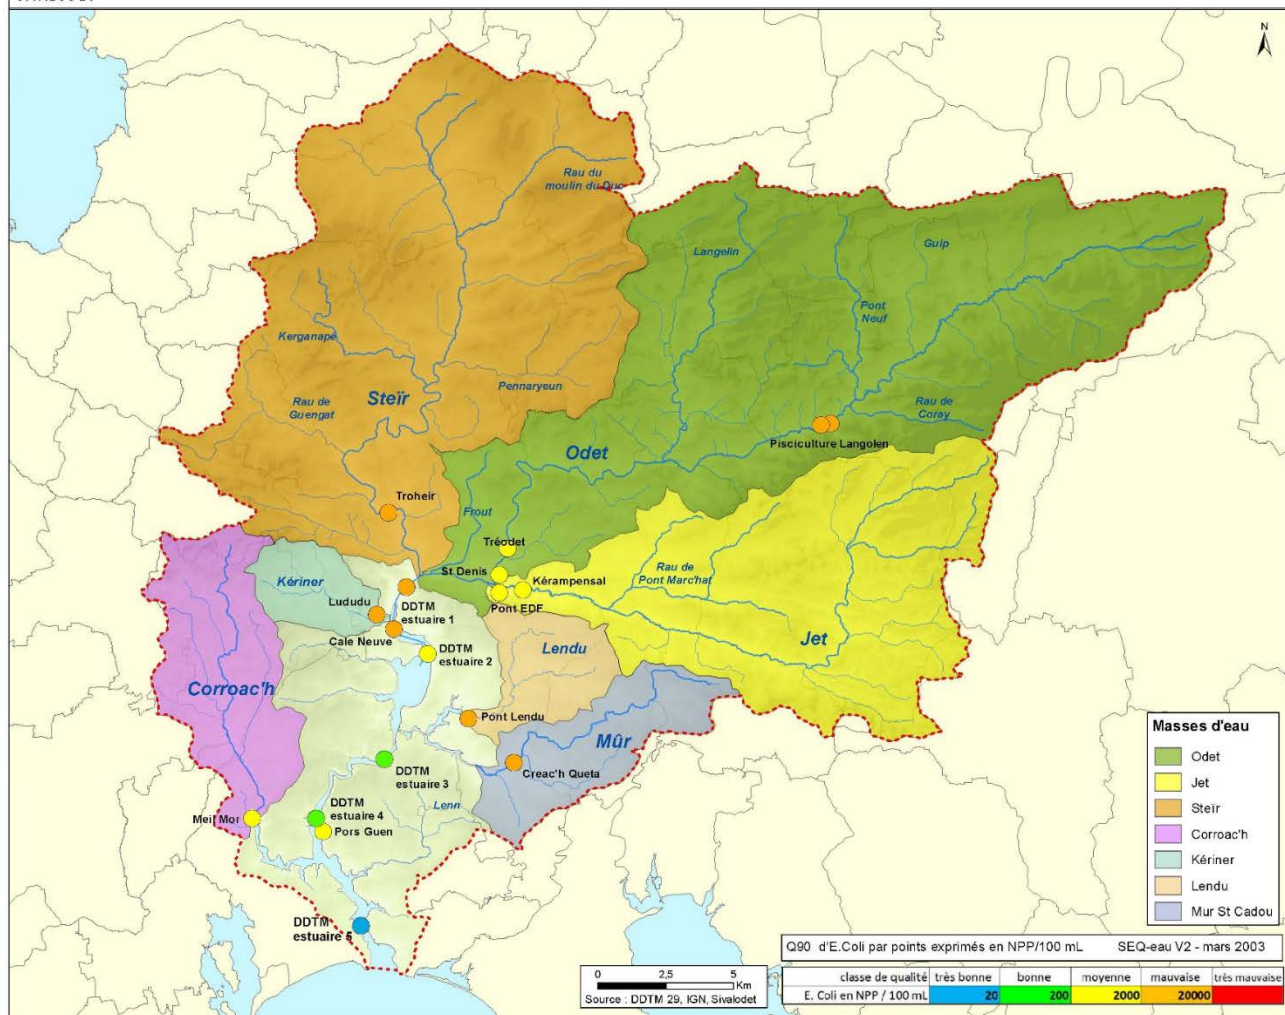 N
Rau du
moulin du Duc
Langelin
Guip
Pont
Neuf
Kerganapé
Rau de
Guengat
Steïr
Pennaryeun
Rau de
Coray
Odet
Pisciculture Langolen
Troheir
Frout
Tréodet
St Denis
Rau de
Pont Marc'hat
Kérampensal
Kériner
Pont EDF
Lududu
DDTM
estuaire 1
Cale Neuve
DDTM
estuaire 2
Lendu
Jet
Corroac'h
Pont Lendu
Mûr
DDTM
estuaire 3
Creac'h Queta
Lenn
Meil Mor
DDTM
estuaire 4
Pors Guen
DDTM
estuaire 5
Masses d'eau
Odet
Jet
Steïr
Corroac'h
Kériner
Lendu
Mur St Cadou
0 2,5 5
Km
Source : DDTM 29, IGN, Sivalodet
Q90 d'E.Coli par points exprimés en NPP/100 mL SEQ-eau V2 - mars 2003
classe de qualité très bonne bonne moyenne mauvaise très mauvaise
E. Coli en NPP / 100 mL 20 200 2000 20000